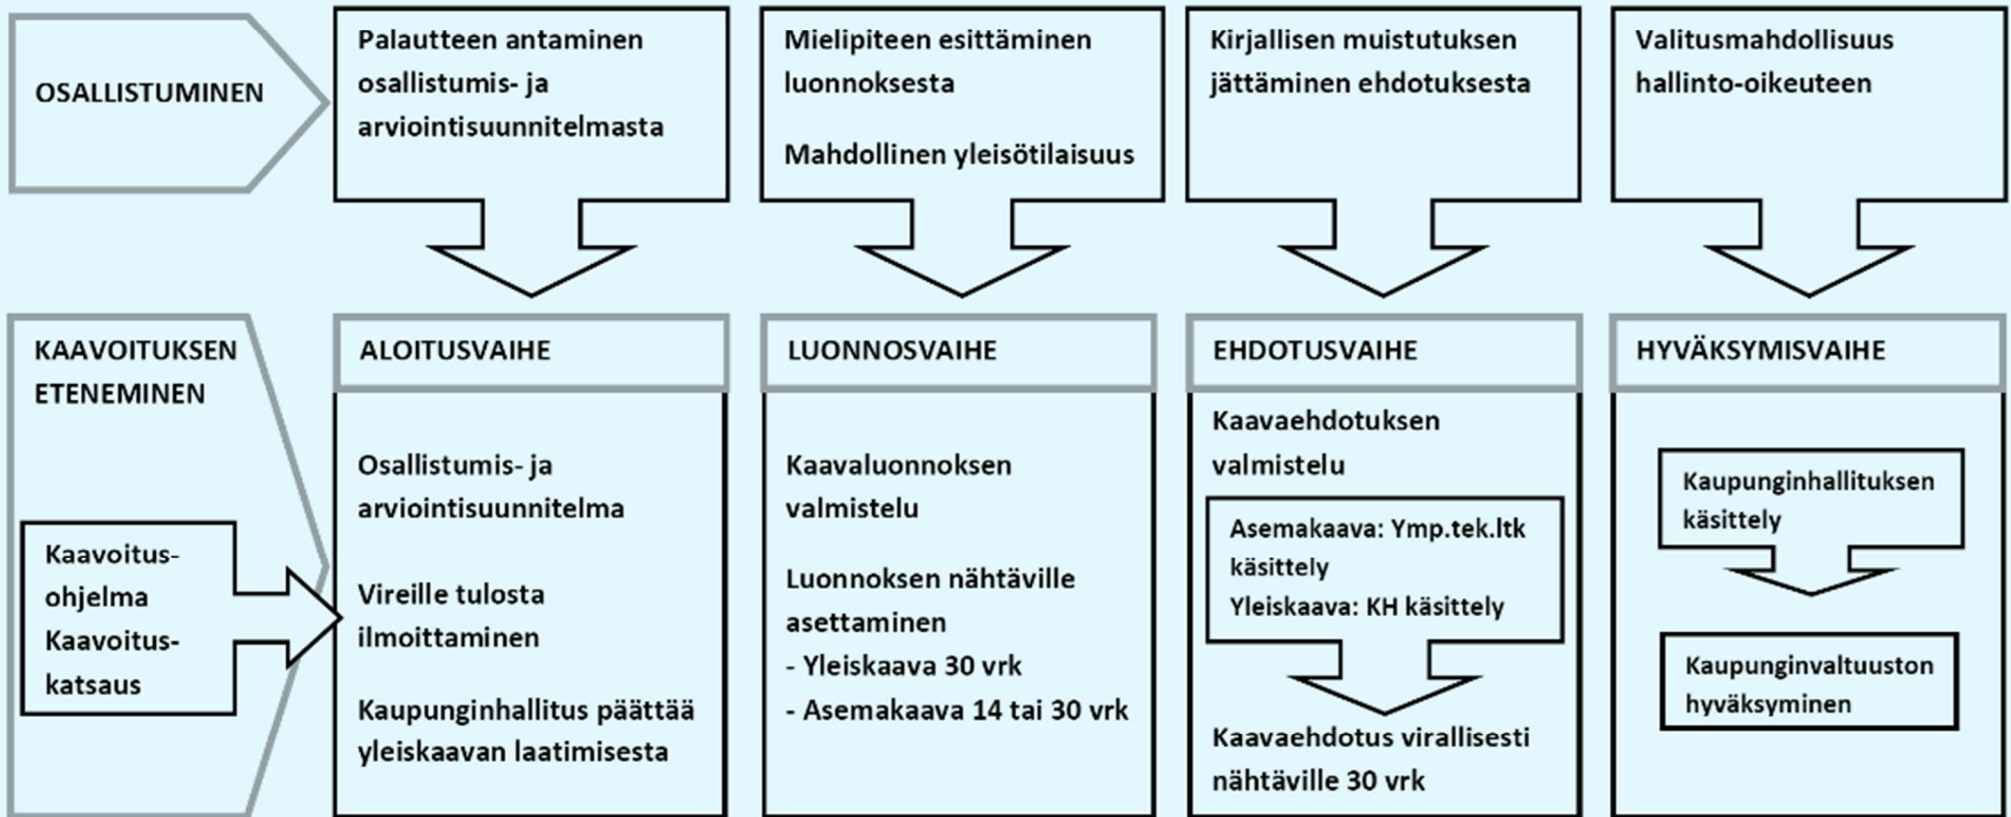 OSALLISTUMINEN
Palautteen antaminen
osallistumis- ja
arviointisuunnitelmasta
Mielipiteen esittäminen
luonnoksesta
Mahdollinen yleisötilaisuus
Kirjallisen muistutuksen
jättäminen ehdotuksesta
Valitusmahdollisuus
hallinto-oikeuteen
KAAVOITUKSEN
ETENEMINEN
Kaavoitus-
ohjelma
Kaavoitus-
katsaus
ALOITUSVAIHE
Osallistumis- ja
arviointisuunnitelma
Vireille tulosta
ilmoittaminen
Kaupunginhallitus päättää
yleiskaavan laatimisesta
LUONNOSVAIHE
Kaavaluonnoksen
valmistelu
Luonnoksen nähtäville
asettaminen
- Yleiskaava 30 vrk
- Asemakaava 14 tai 30 vrk
EHDOTUSVAIHE
Kaavaehdotuksen
valmistelu
Asemakaava: Ymp.tek.ltk
käsittely
Yleiskaava: KH käsittely
Kaavaehdotus virallisesti
nähtäville 30 vrk
HYVÄKSYMISVAIHE
Kaupunginhallituksen
käsittely
Kaupunginvaltuuston
hyväksyminen